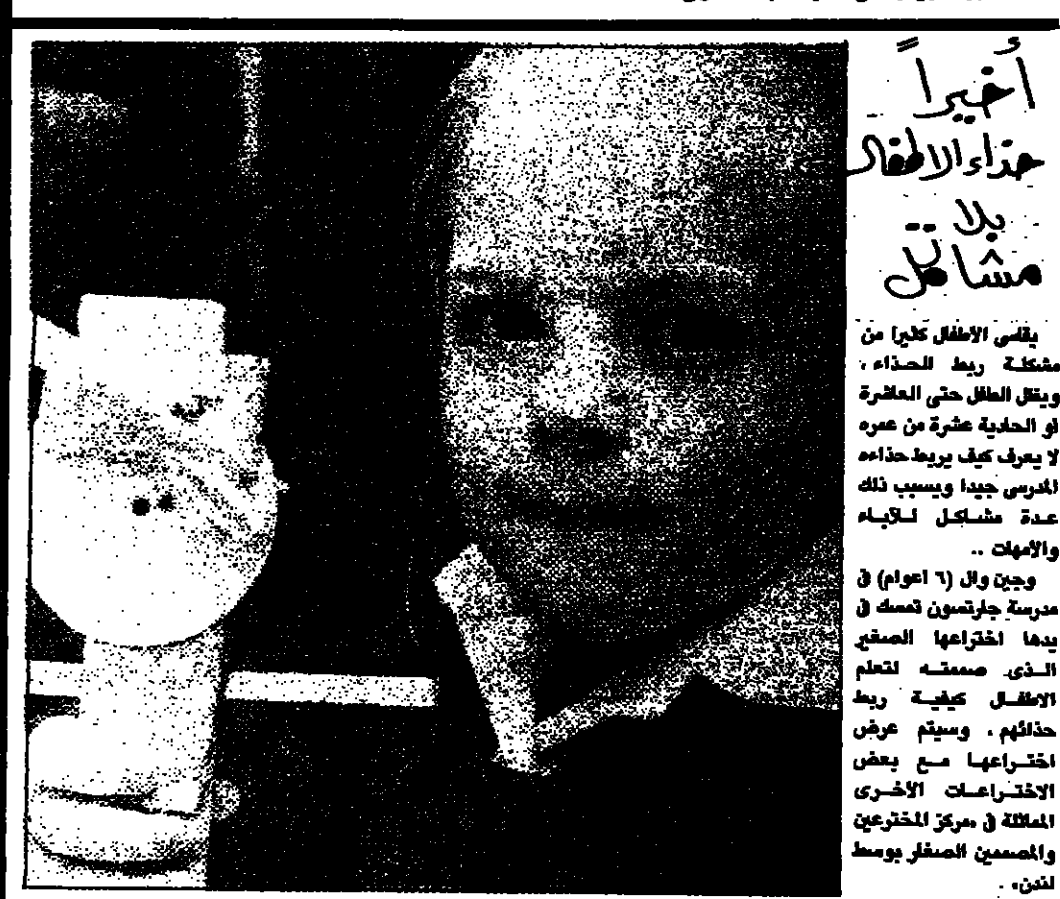 أخيراً
حذاء الاطفال
بلا
مشاكل
يقاسى الأطفال كثيرا من
مشكلة ربط الحذاء ،
ويظل الطفل حتى العاشرة
او الحادية عشرة من عمره
لا يعرف كيف يربط حذاءه
المدرسى جيدا ويسبب ذلك
عدة مشاكل للآباء
والأمهات ..
وجين وال (٦ اعوام) فى
مدرسة جلرتسون تمسك فى
يدها اختراعها الصغير
الذى صممته لتعلم
الاطفال كيفية ربط
حذائهم ، وسيتم عرض
اختراعها مع بعض
الاختراعات الأخرى
المماثلة فى «مركز المخترعين
والمصممين الصغار بوسط
لندن» .